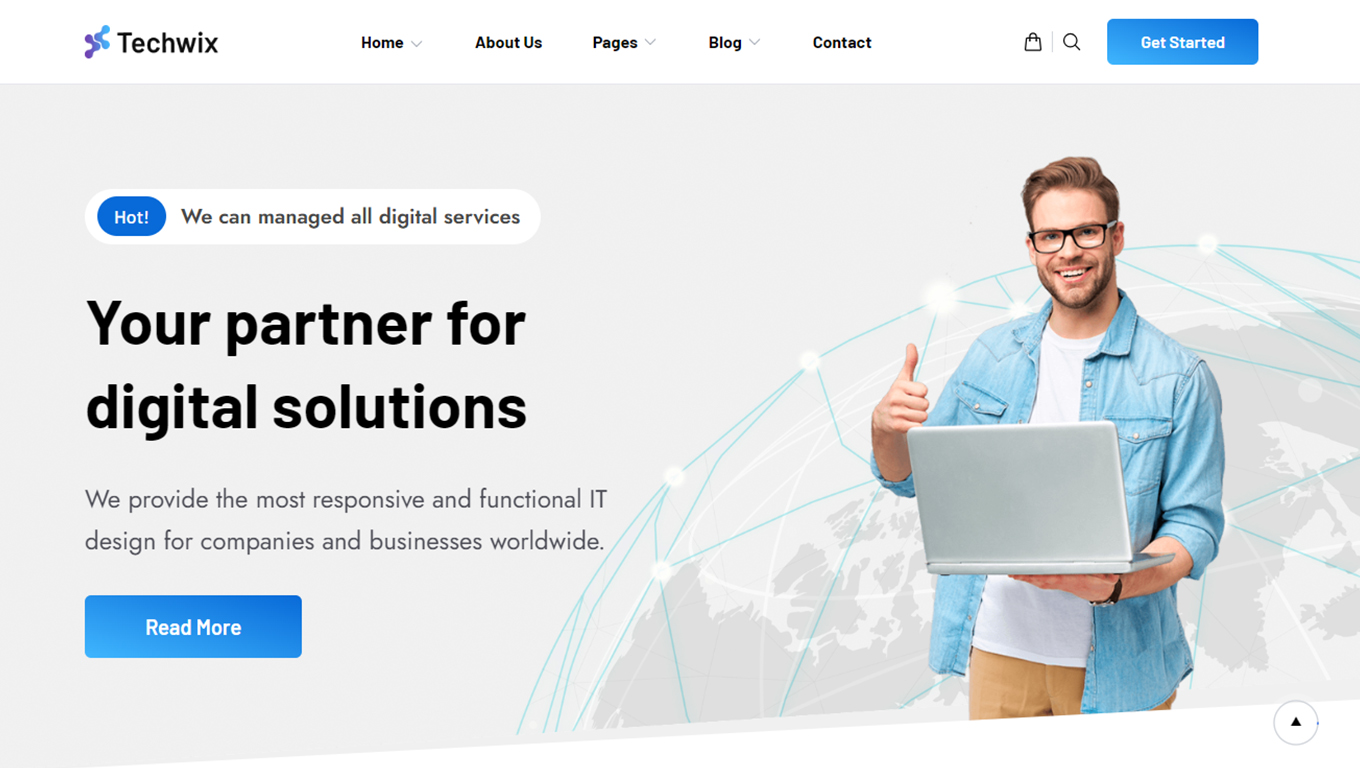 Techwix
Home
About Us
Pages
Blog
Contact
Get Started
Hot!
We can managed all digital services
Your partner for
digital solutions
We provide the most responsive and functional IT
design for companies and businesses worldwide.
Read More